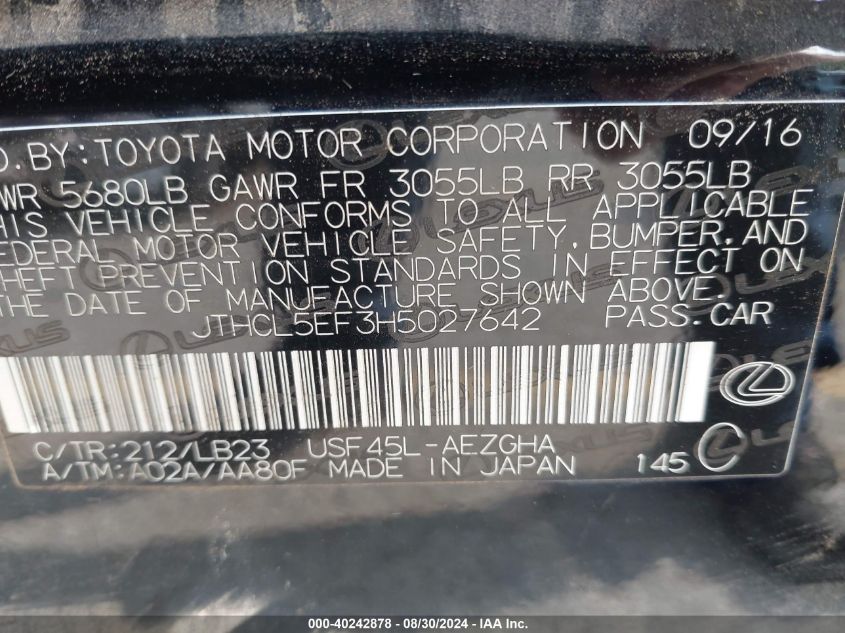 D. BY: TOYOTA MOTOR CORPORATION 09/16
WR 5680LB GAWR FR 3055LB RR 3055LB
HIS VEHICLE CONFORMS TO ALL APPLICABLE
EDERAL MOTOR VEHICLE SAFETY, BUMPER, AND
HEFT PREVENTION STANDARDS IN EFFECT ON
THE DATE OF MANUFACTURE SHOWN ABOVE.
JTHCL5EF3H5027642 PASS. CAR
C/TR: 212/LB23 USF45L-AEZGHA
A/TM: A02A/AA80F MADE IN JAPAN 145 C
000-40242878 - 08/30/2024 - IAA Inc.